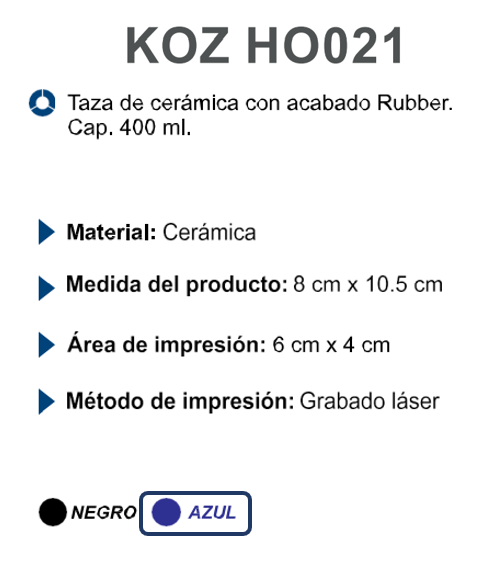 KOZ HO021
Taza de cerámica con acabado Rubber.
Cap. 400 ml.
Material: Cerámica
Medida del producto: 8 cm x 10.5 cm
Área de impresión: 6 cm x 4 cm
Método de impresión: Grabado láser
NEGRO AZUL